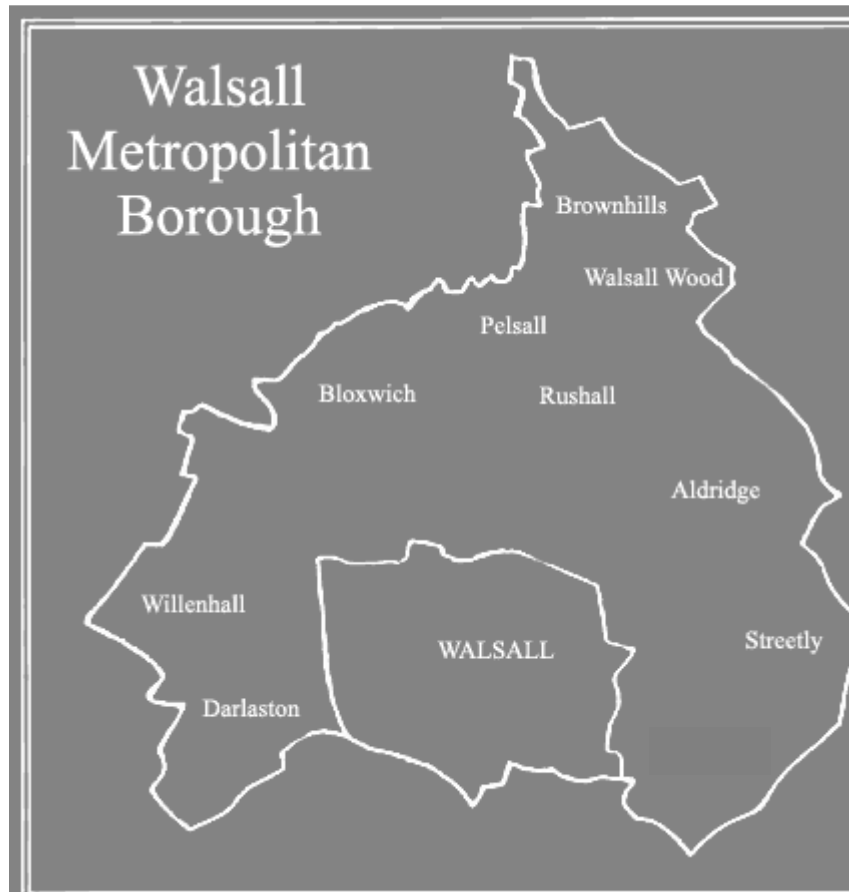 Walsall
Metropolitan
Borough
Brownhills
Walsall Wood
Pelsall
Bloxwich
Rushall
Aldridge
Willenhall
Streetly
WALSALL
Darlaston